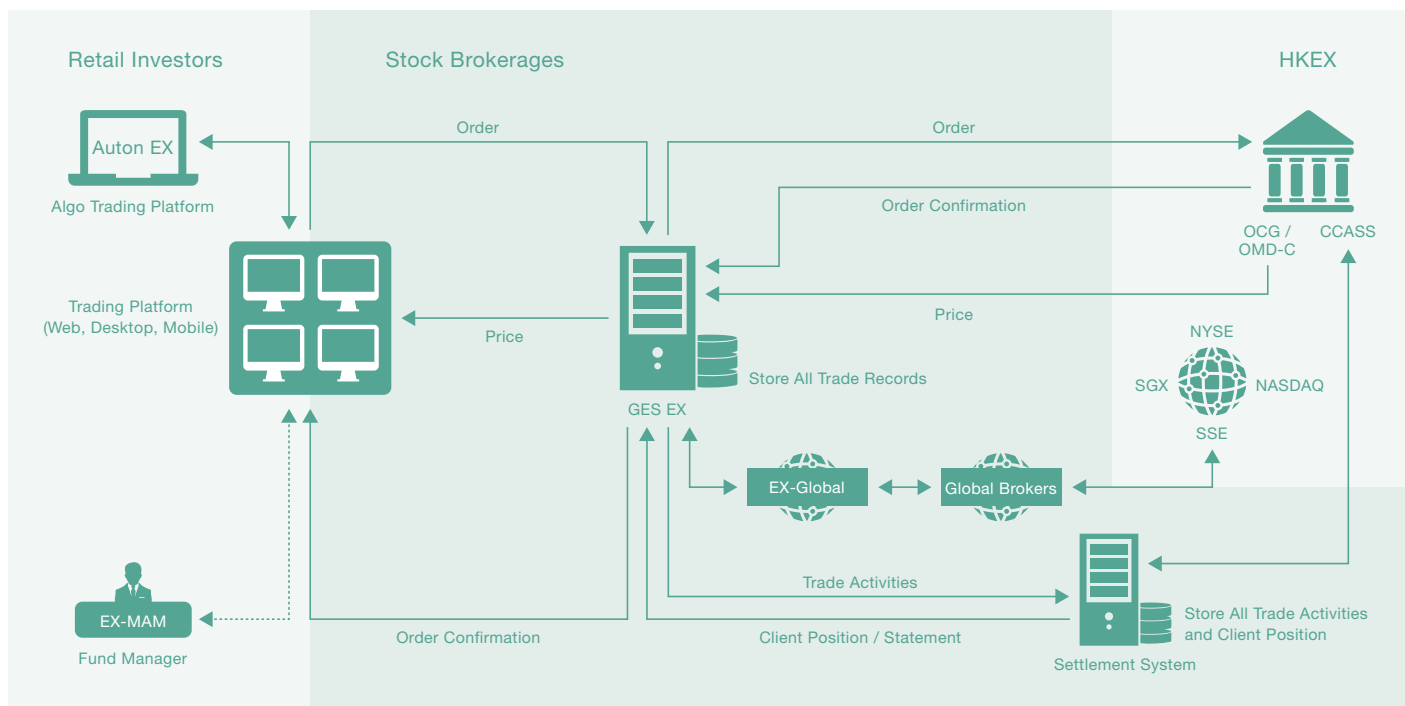 Retail Investors
Stock Brokerages
HKEX
Auton EX
Algo Trading Platform
Order
Order
Order Confirmation
OCG /
OMD-C
CCASS
Trading Platform
(Web, Desktop, Mobile)
Price
Price
Store All Trade Records
GES EX
NYSE
SGX
NASDAQ
SSE
EX-Global
Global Brokers
Trade Activities
Client Position / Statement
Order Confirmation
EX-MAM
Fund Manager
Store All Trade Activities
and Client Position
Settlement System